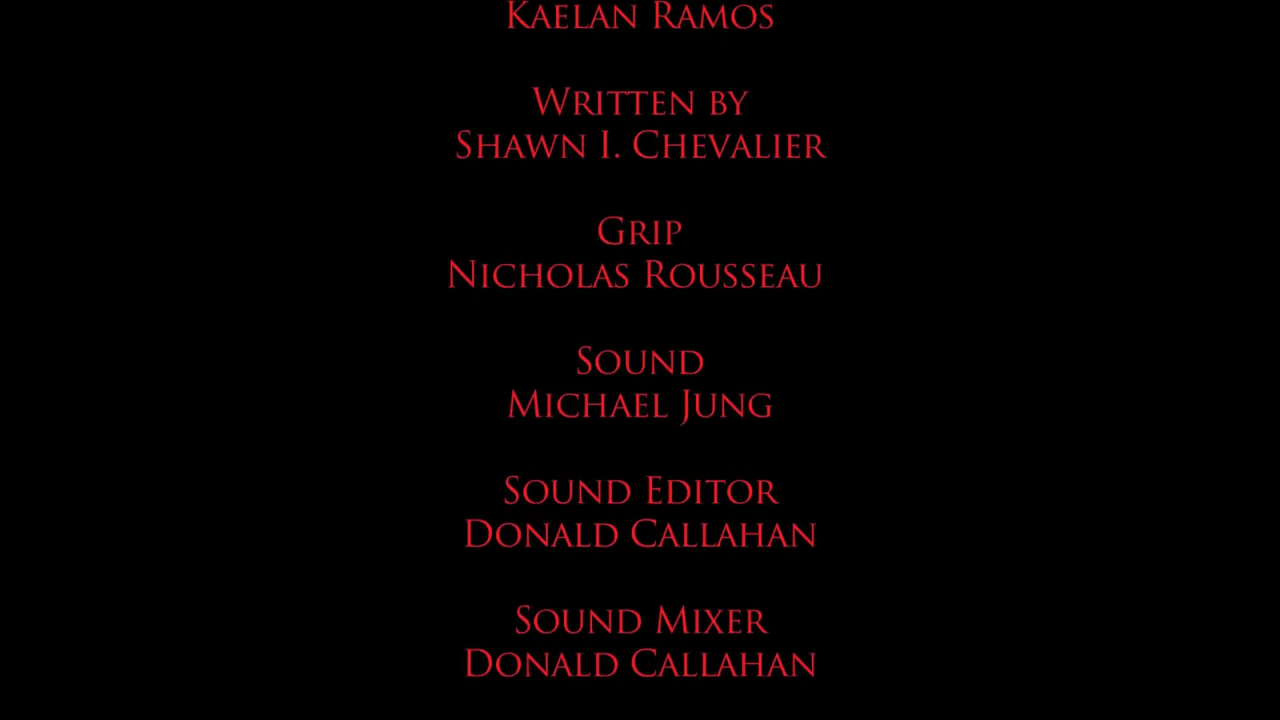 Kaelan Ramos
Written by
Shawn I. Chevalier
Grip
Nicholas Rousseau
Sound
Michael Jung
Sound Editor
Donald Callahan
Sound Mixer
Donald Callahan